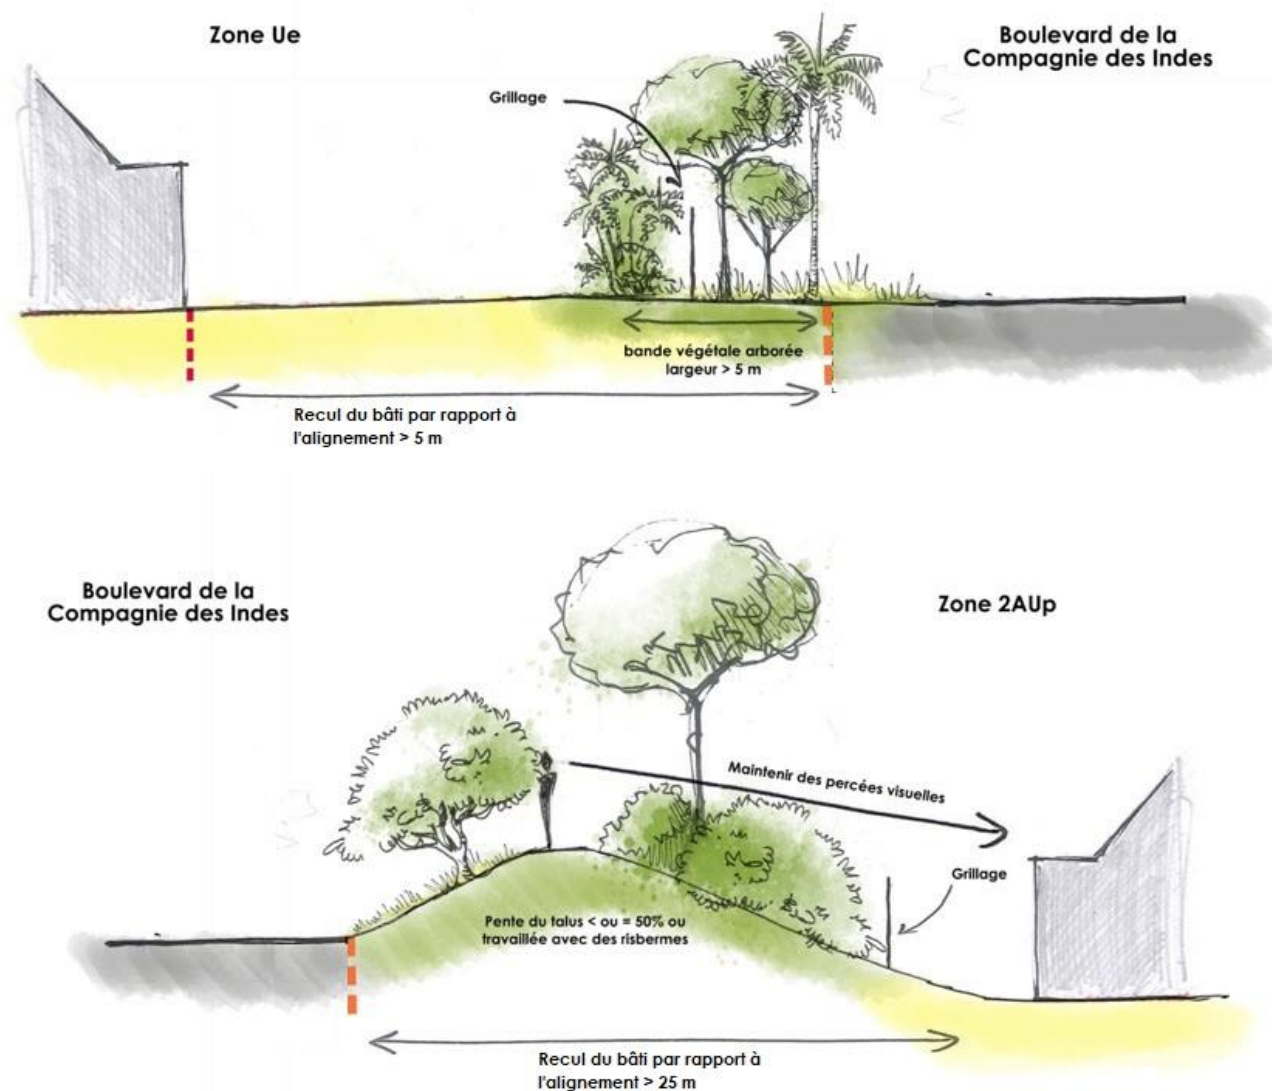 Zone Ue
Boulevard de la
Compagnie des Indes
Grillage
bande végétale arborée
largeur > 5 m
Recul du bâti par rapport à
l'alignement > 5 m
Boulevard de la
Compagnie des Indes
Zone 2AUp
Maintenir des percées visuelles
Grillage
Pente du talus < ou = 50% ou
travaillée avec des risbermes
Recul du bâti par rapport à
l'alignement > 25 m